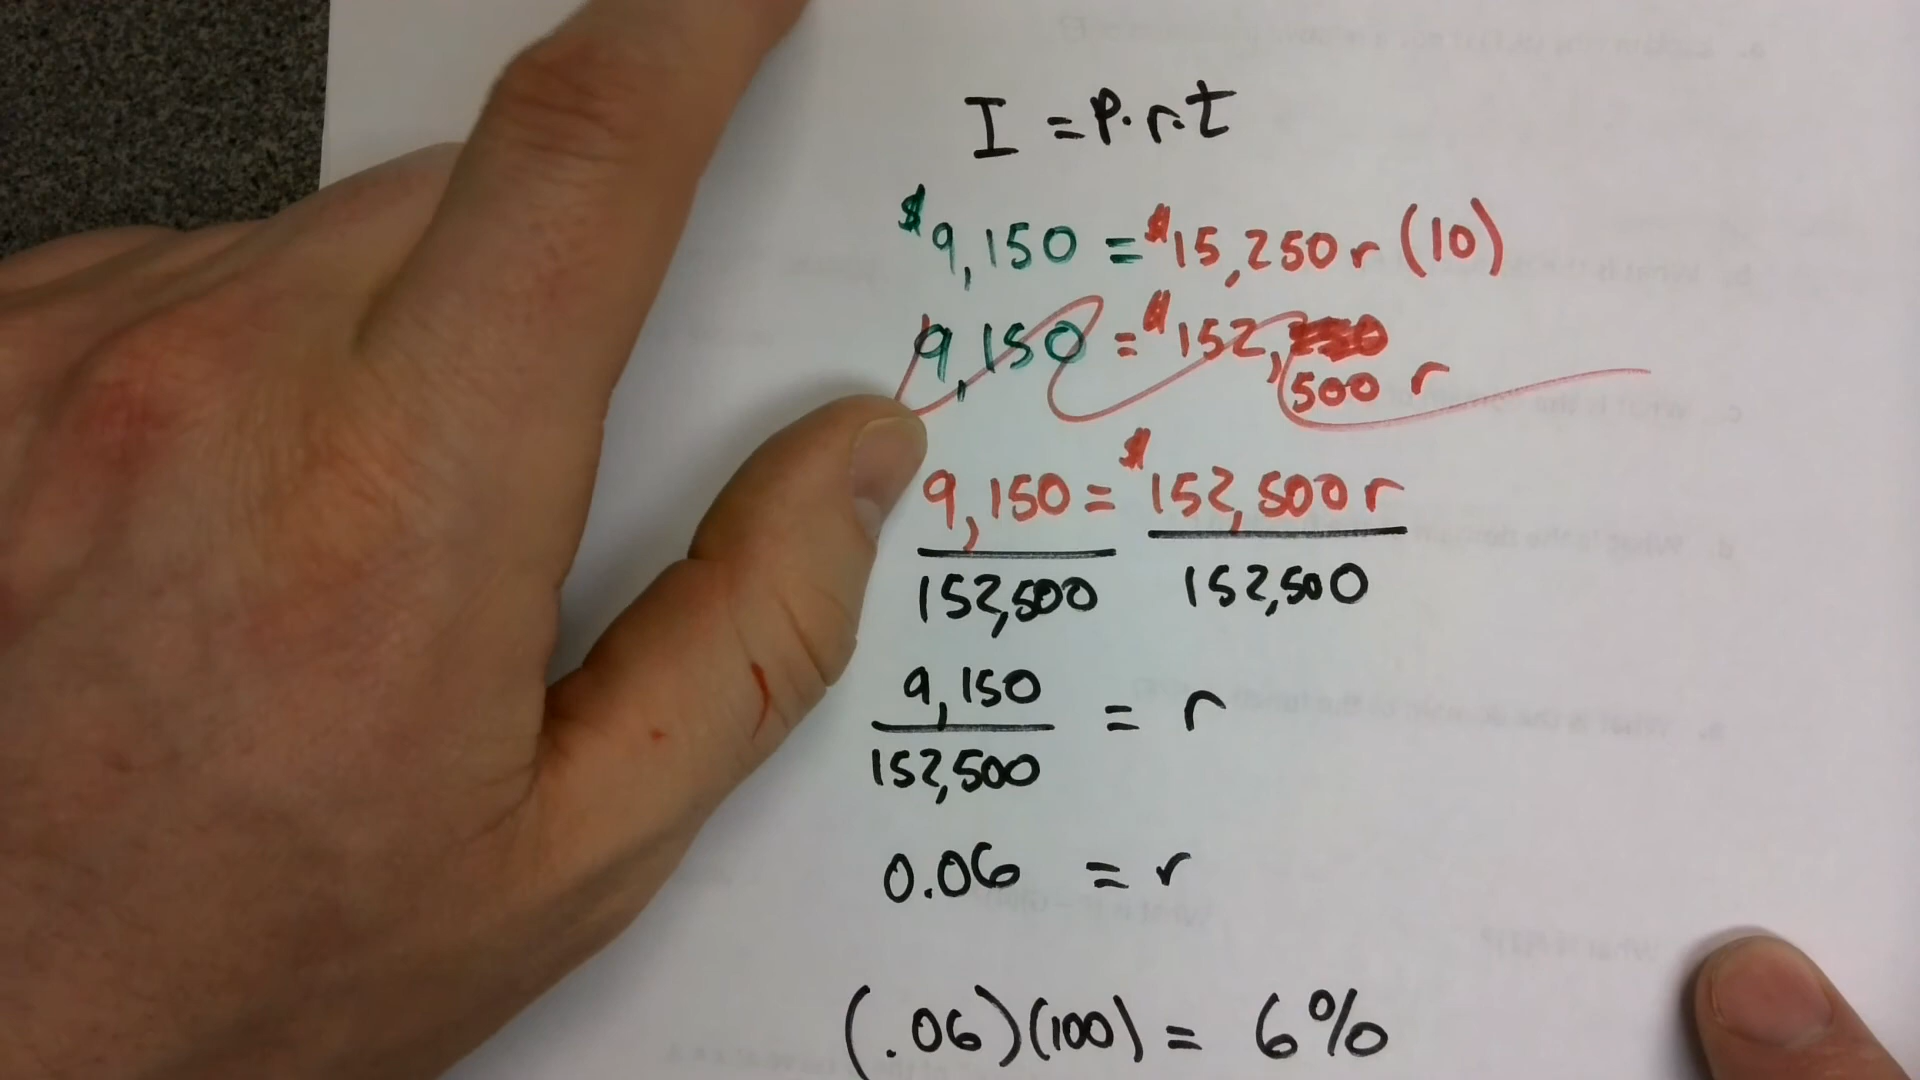 I = P·r·t
$9,150 = $15,250 r (10)
9,150 = $152,
500 r
9,150 = $152,500 r
152,500 152,500
9,150
152,500
= r
0.06 = r
(.06)(100) = 6%